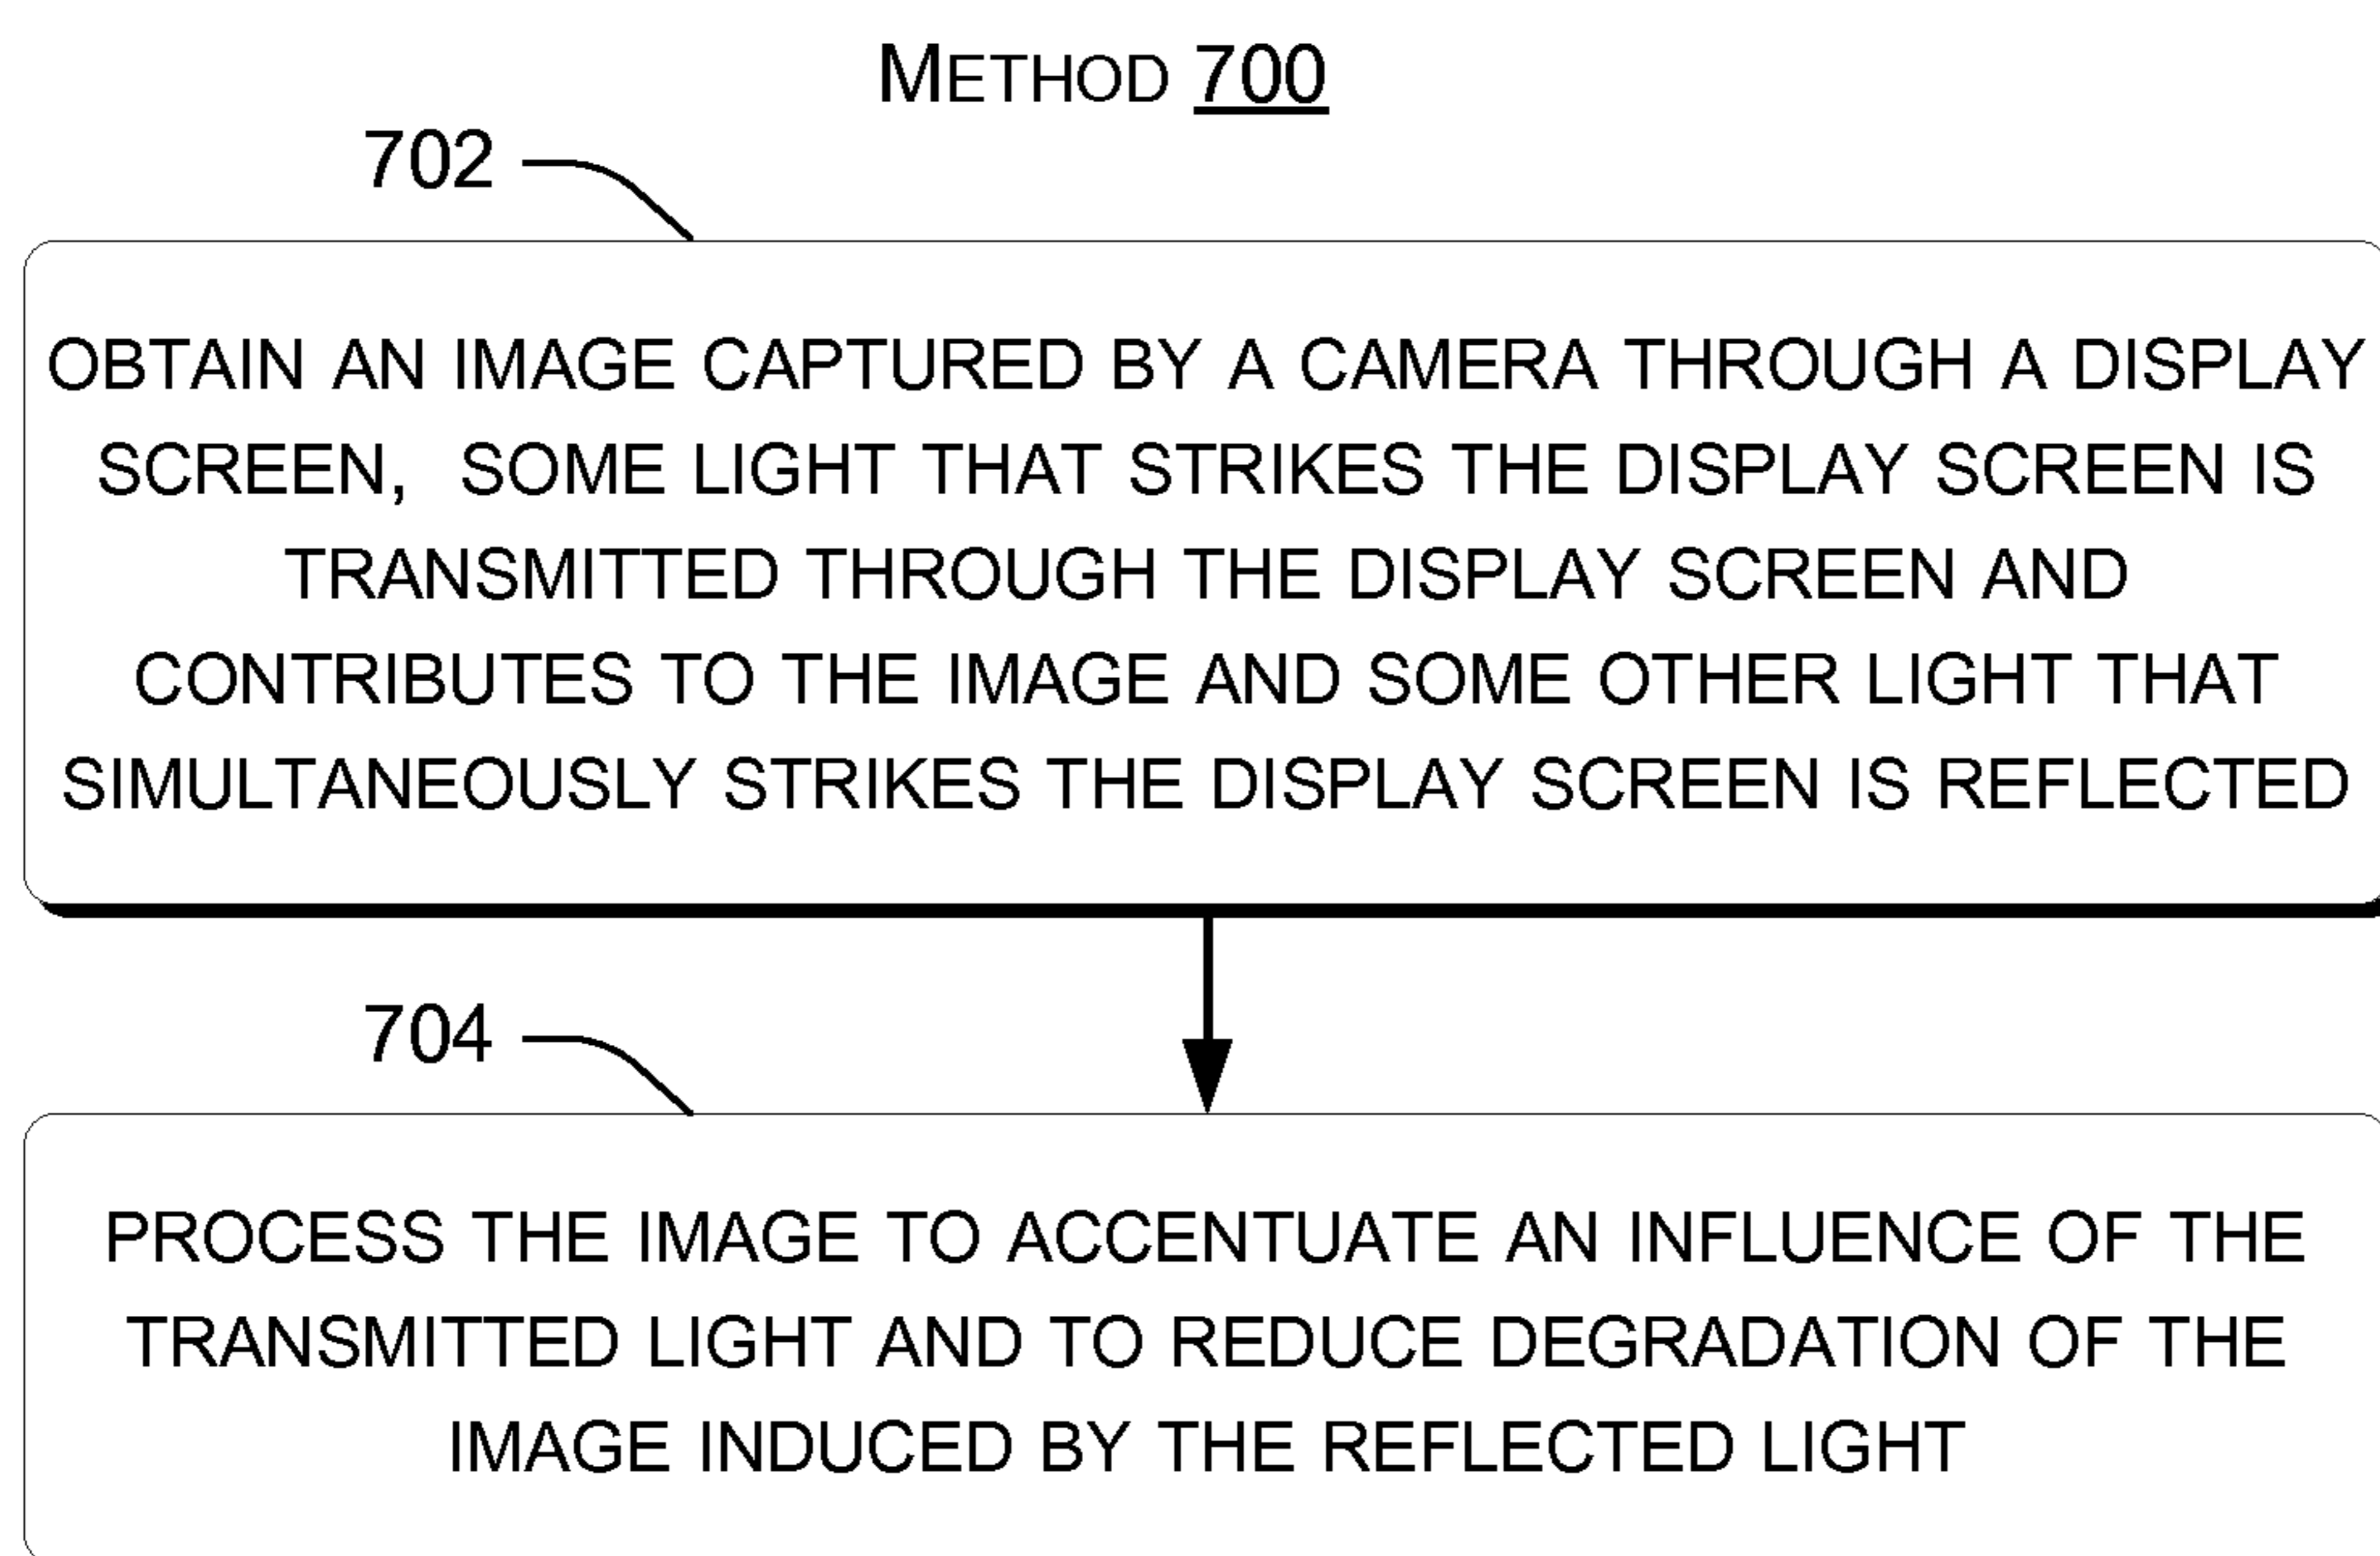 METHOD 700
702
OBTAIN AN IMAGE CAPTURED BY A CAMERA THROUGH A DISPLAY
SCREEN, SOME LIGHT THAT STRIKES THE DISPLAY SCREEN IS
TRANSMITTED THROUGH THE DISPLAY SCREEN AND
CONTRIBUTES TO THE IMAGE AND SOME OTHER LIGHT THAT
SIMULTANEOUSLY STRIKES THE DISPLAY SCREEN IS REFLECTED
704
PROCESS THE IMAGE TO ACCENTUATE AN INFLUENCE OF THE
TRANSMITTED LIGHT AND TO REDUCE DEGRADATION OF THE
IMAGE INDUCED BY THE REFLECTED LIGHT